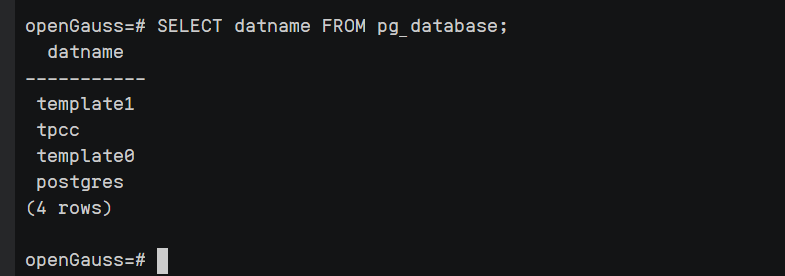 openGauss=# SELECT datname FROM pg_database;
  datname
-----------
 template1
 tpcc
 template0
 postgres
(4 rows)

openGauss=#